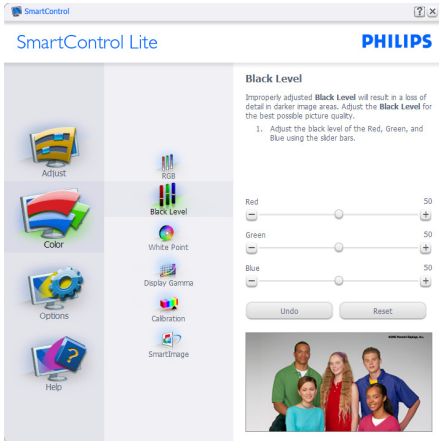 SmartControl
SmartControl Lite
PHILIPS
Adjust
Color
Options
Help
RGB
Black Level
White Point
Display Gamma
Calibration
SmartImage
Black Level
Improperly adjusted Black Level will result in a loss of
detail in darker image areas. Adjust the Black Level for
the best possible picture quality.
1. Adjust the black level of the Red, Green, and
Blue using the slider bars.
Red 50
Green 50
Blue 50
Undo Reset